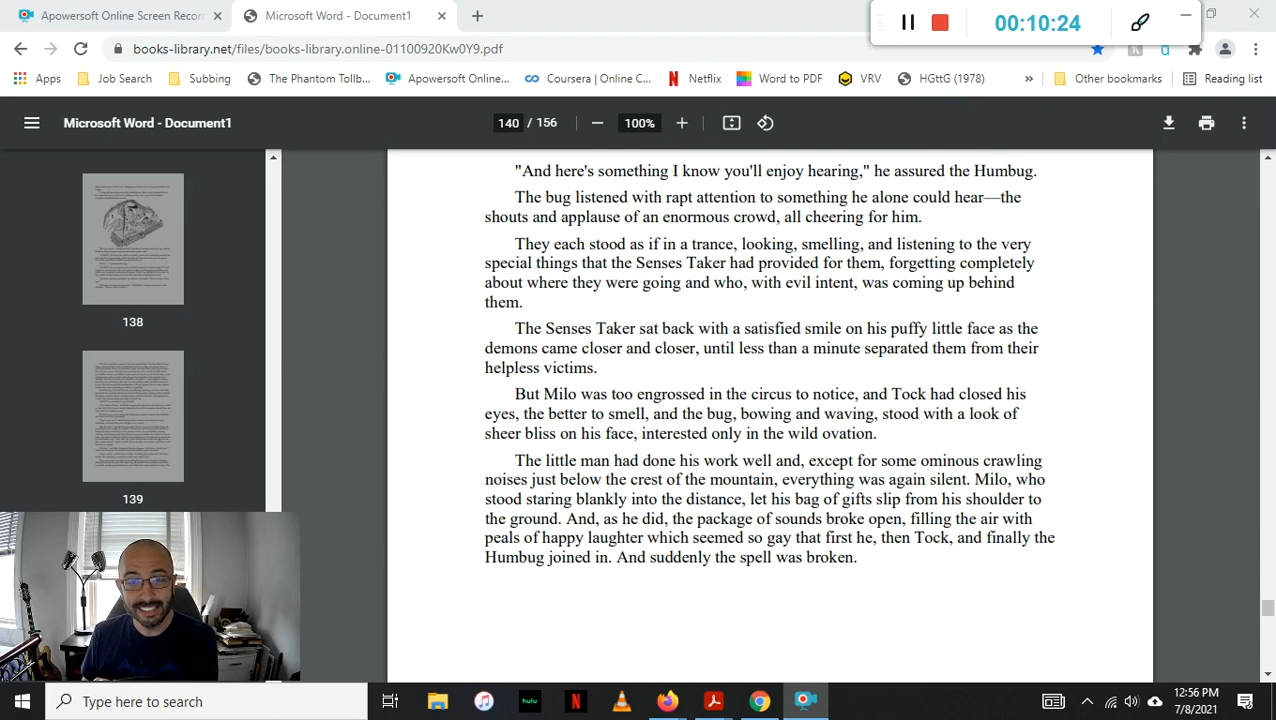 Apowersoft Online Screen Recor
Microsoft Word - Document1
00:10:24
books-library.net/files/books-library.online-01100920Kw0Y9.pdf
Apps
Job Search
Subbing
The Phantom Tollb...
Apowersoft Online...
Coursera | Online C...
Netflix
Word to PDF
VRV
HGttG (1978)
»
Other bookmarks
Reading list
Microsoft Word - Document1
140 / 156
100%
138
139
"And here's something I know you'll enjoy hearing," he assured the Humbug.
The bug listened with rapt attention to something he alone could hear—the
shouts and applause of an enormous crowd, all cheering for him.
They each stood as if in a trance, looking, smelling, and listening to the very
special things that the Senses Taker had provided for them, forgetting completely
about where they were going and who, with evil intent, was coming up behind
them.
The Senses Taker sat back with a satisfied smile on his puffy little face as the
demons came closer and closer, until less than a minute separated them from their
helpless victims.
But Milo was too engrossed in the circus to notice, and Tock had closed his
eyes, the better to smell, and the bug, bowing and waving, stood with a look of
sheer bliss on his face, interested only in the wild ovation.
The little man had done his work well and, except for some ominous crawling
noises just below the crest of the mountain, everything was again silent. Milo, who
stood staring blankly into the distance, let his bag of gifts slip from his shoulder to
the ground. And, as he did, the package of sounds broke open, filling the air with
peals of happy laughter which seemed so gay that first he, then Tock, and finally the
Humbug joined in. And suddenly the spell was broken.
Type here to search
hulu
12:56 PM
7/8/2021